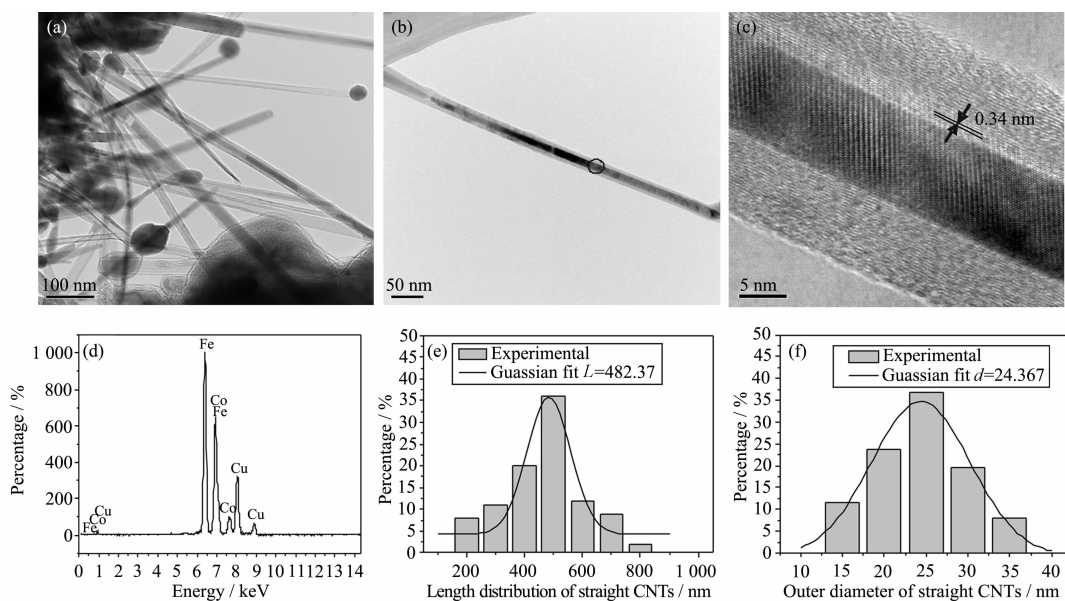 (a)
100 nm
(b)
50 nm
(c)
0.34 nm
5 nm
(d)
Percentage / %
1 000
800
600
400
200
0
Fe
Co
Fe
Cu
Co
Cu
Cu
Co
Fe
0 1 2 3 4 5 6 7 8 9 10 11 12 13 14
Energy / keV
(e)
Experimental
Guassian fit L=482.37
Percentage / %
50
45
40
35
30
25
20
15
10
5
0
200 400 600 800 1 000
Length distribution of straight CNTs / nm
(f)
Experimental
Guassian fit d=24.367
Percentage / %
50
45
40
35
30
25
20
15
10
5
0
10 15 20 25 30 35 40
Outer diameter of straight CNTs / nm